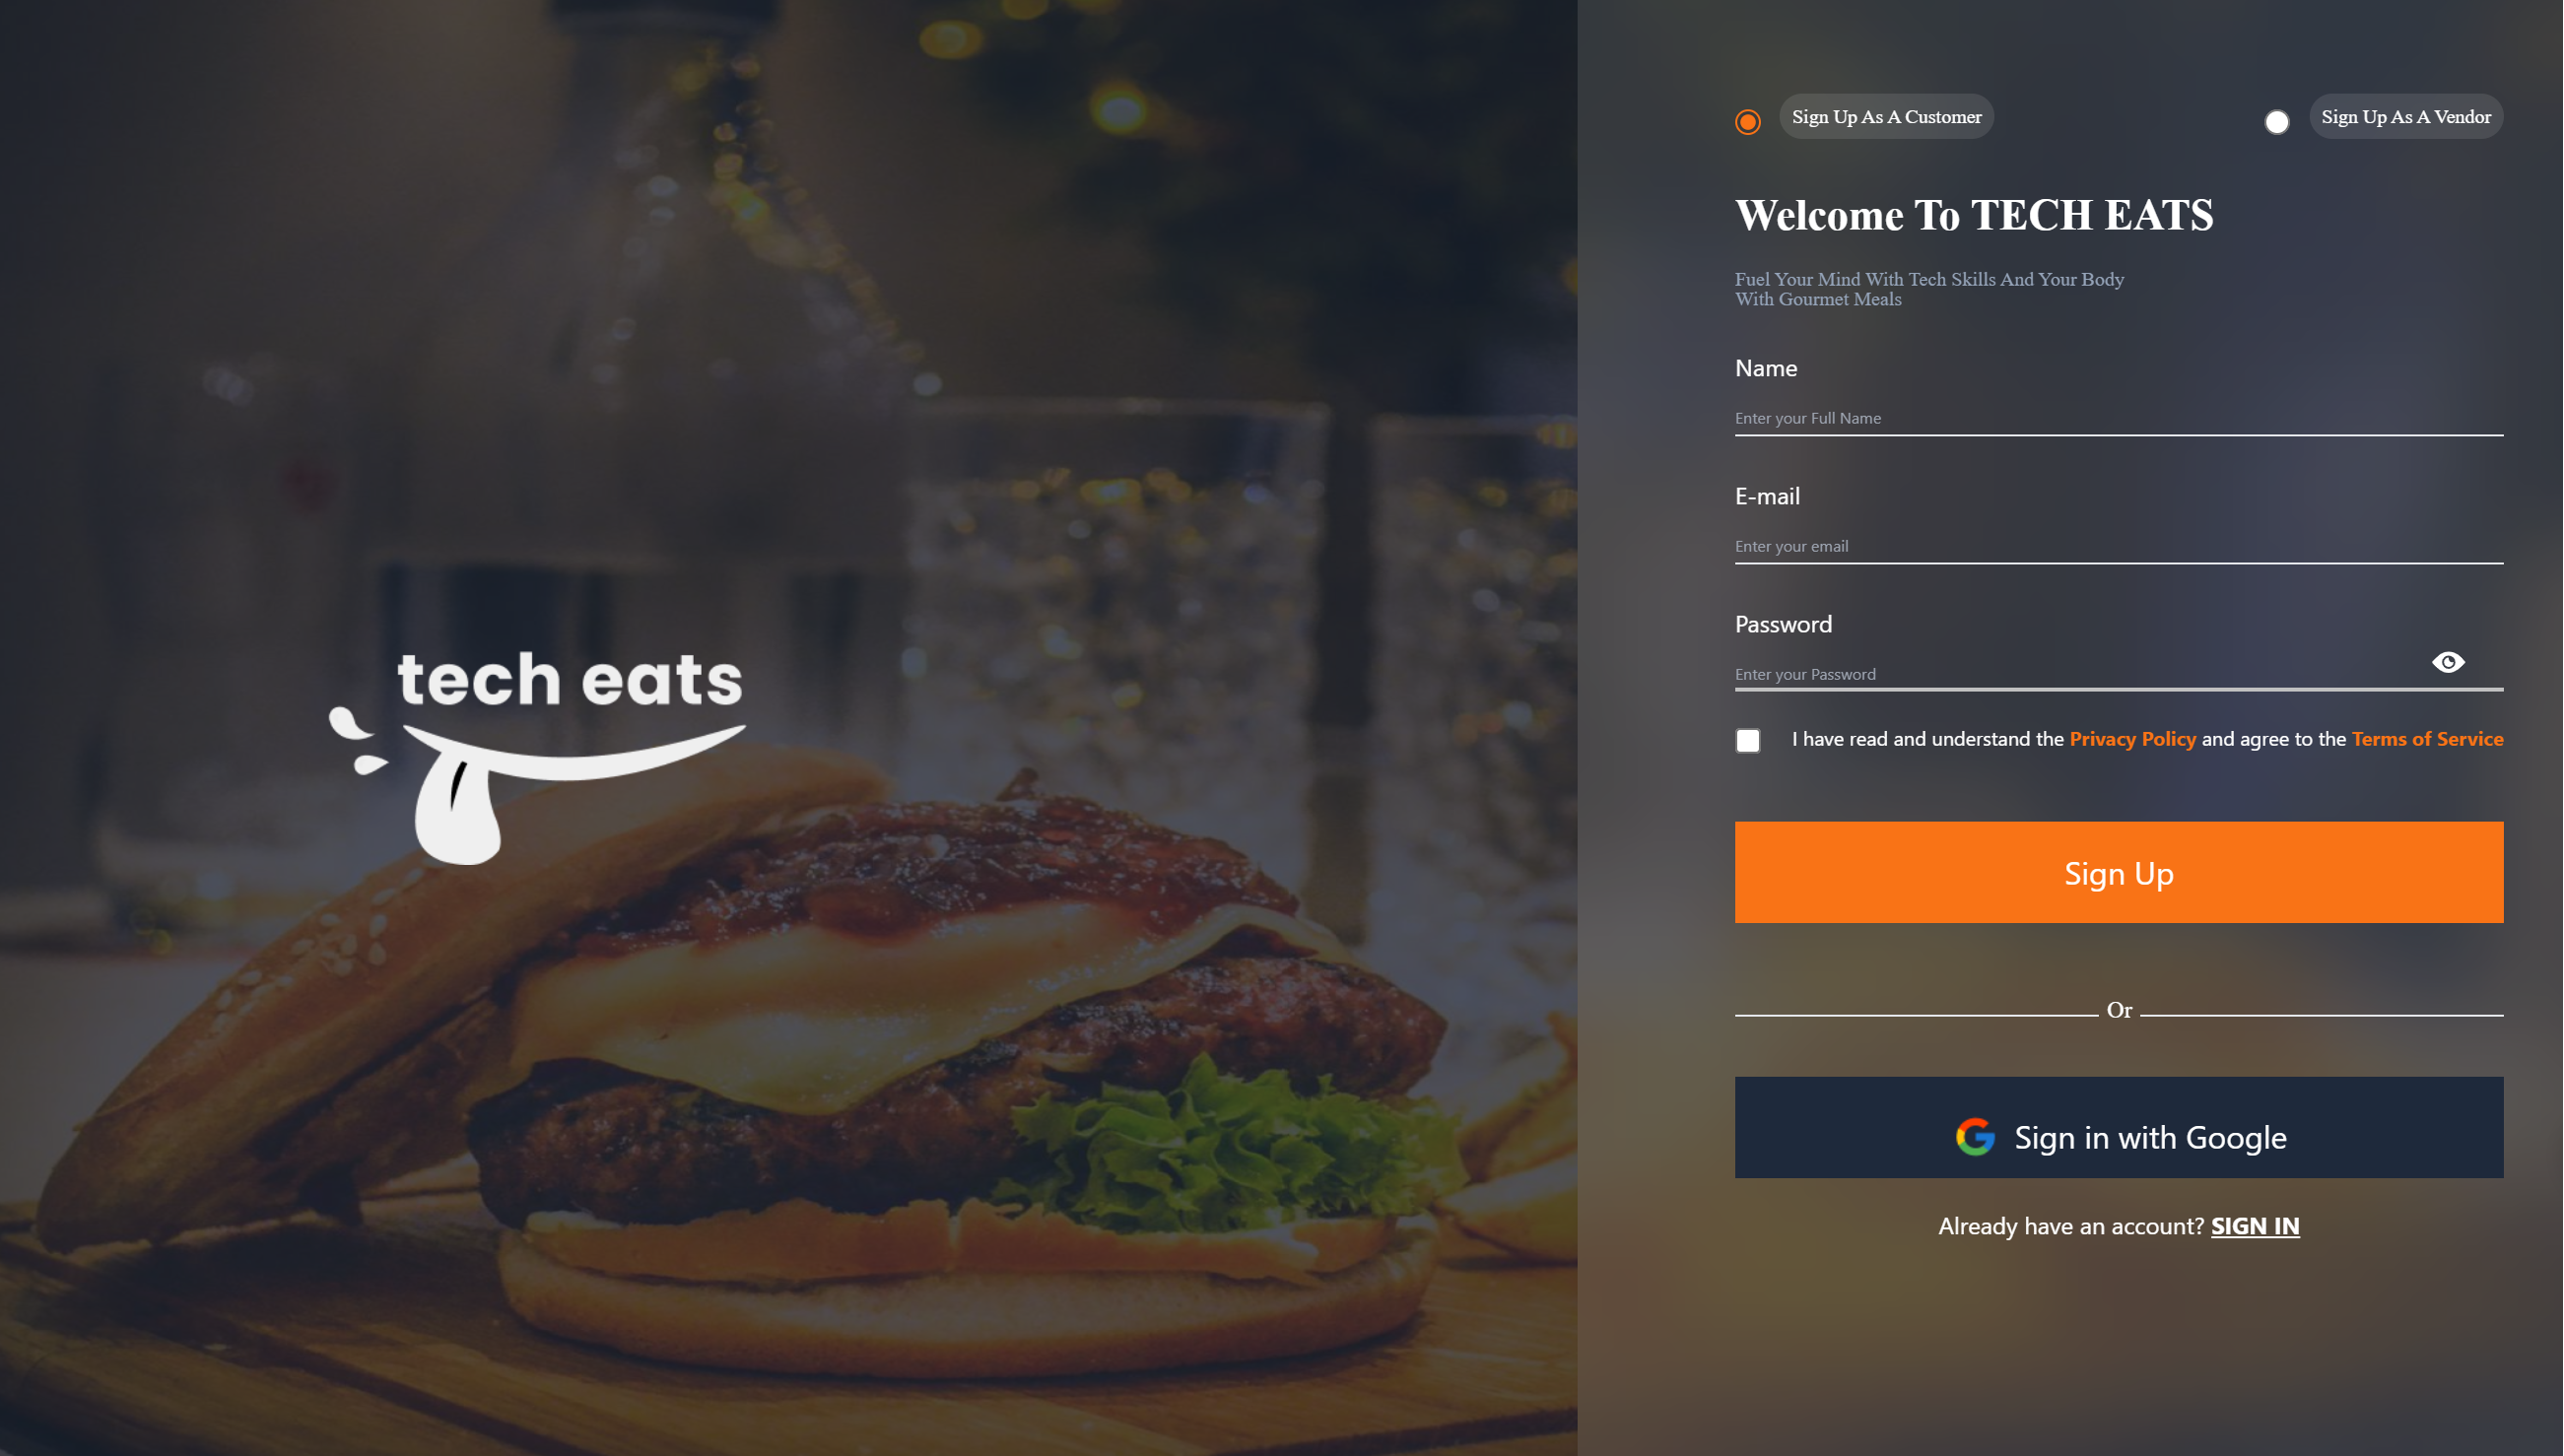 tech eats
Sign Up As A Customer
Sign Up As A Vendor
Welcome To TECH EATS
Fuel Your Mind With Tech Skills And Your Body
With Gourmet Meals
Name
Enter your Full Name
E-mail
Enter your email
Password
Enter your Password
I have read and understand the Privacy Policy and agree to the Terms of Service
Sign Up
Or
Sign in with Google
Already have an account? SIGN IN